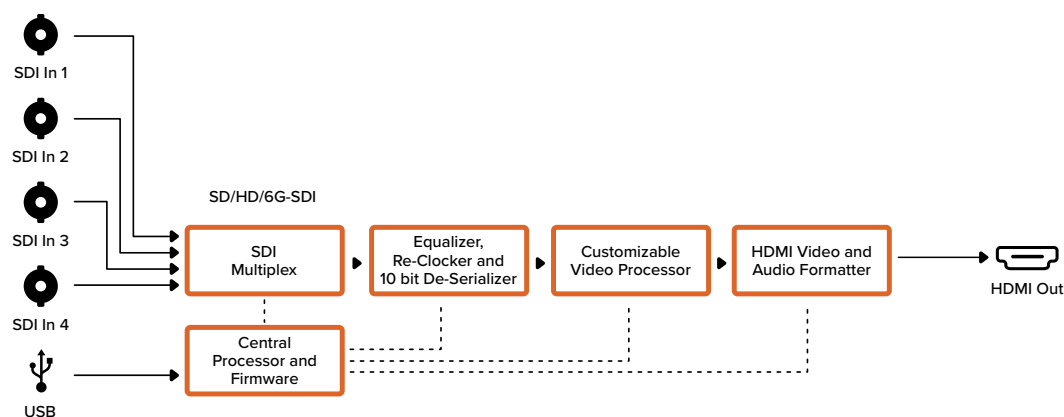 SDI In 1
SDI In 2
SDI In 3
SDI In 4
USB
SD/HD/6G-SDI
SDI
Multiplex
Equalizer,
Re-Clocker and
10 bit De-Serializer
Customizable
Video Processor
HDMI Video and
Audio Formatter
HDMI Out
Central
Processor and
Firmware